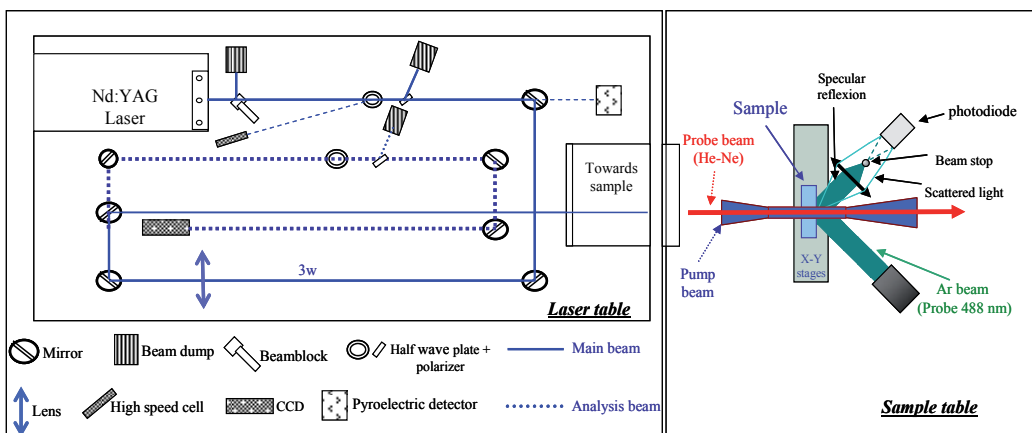 Nd:YAG
Laser
Towards
sample
3w
Laser table
Mirror
Beam dump
Beamblock
Half wave plate +
polarizer
Main beam
Lens
High speed cell
CCD
Pyroelectric detector
Analysis beam
Specular
reflexion
Sample
photodiode
Probe beam
(He-Ne)
Beam stop
Scattered light
Pump
beam
X-Y
stages
Ar beam
(Probe 488 nm)
Sample table